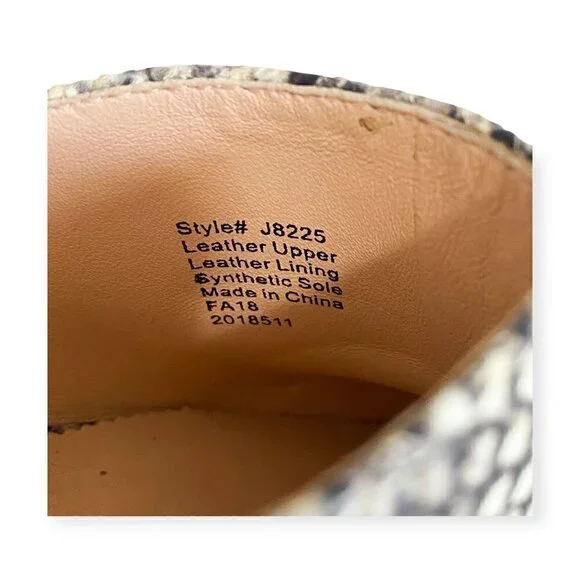 Style# J8225
Leather Upper
Leather Lining
Synthetic Sole
Made in China
FA18
2018511